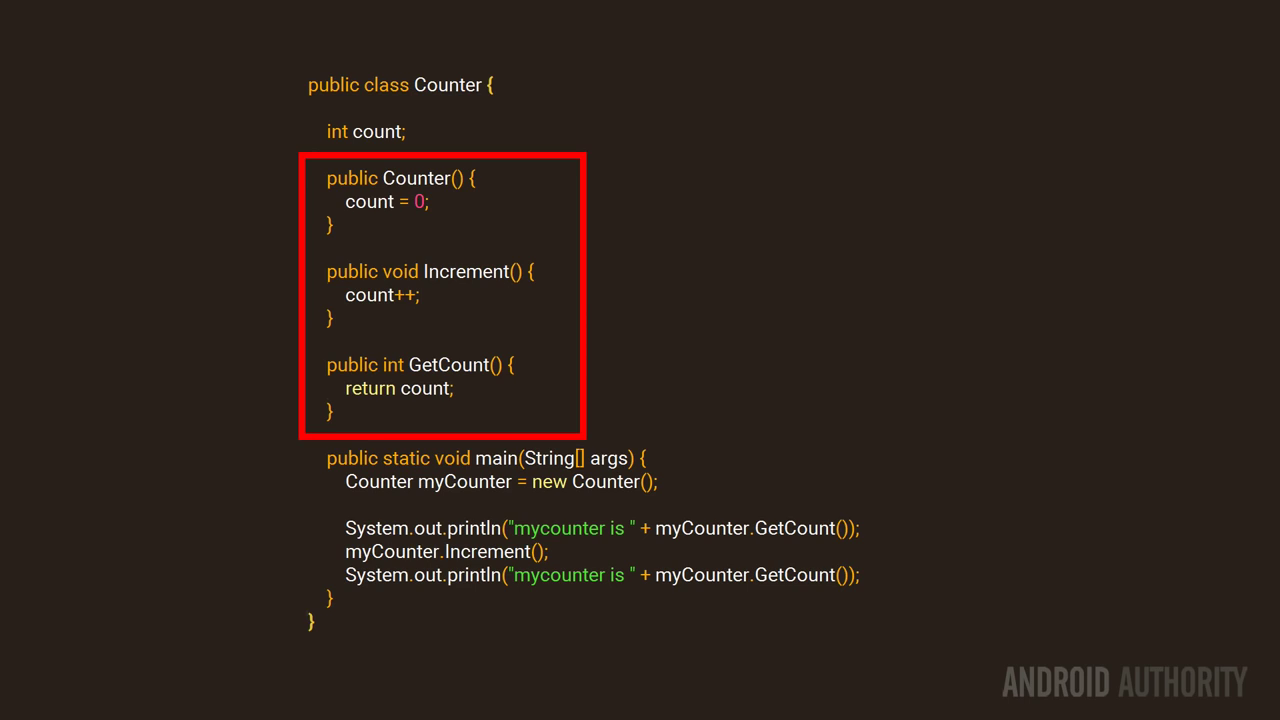 public class Counter {
int count;
public Counter() {
count = 0;
}
public void Increment() {
count++;
}
public int GetCount() {
return count;
}
public static void main(String[] args) {
Counter myCounter = new Counter();
System.out.println("mycounter is " + myCounter.GetCount());
myCounter.Increment();
System.out.println("mycounter is " + myCounter.GetCount());
}
}
ANDROID AUTHORITY